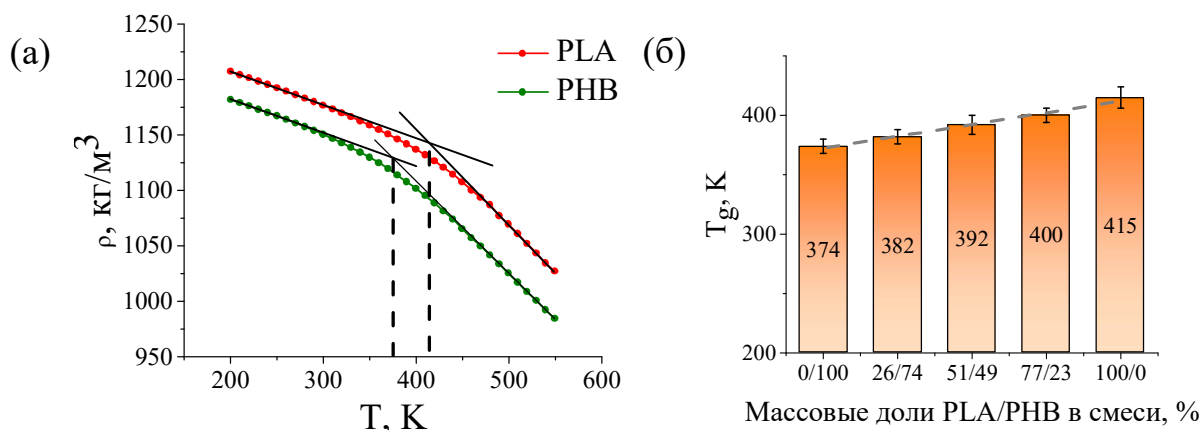 (а)
1250
1200
1150
1100
1050
1000
950
ρ, кг/м³
200 300 400 500 600
T, K
PLA
PHB
(б)
400
300
200
T_g, K
374 382 392 400 415
0/100 26/74 51/49 77/23 100/0
Массовые доли PLA/PHB в смеси, %